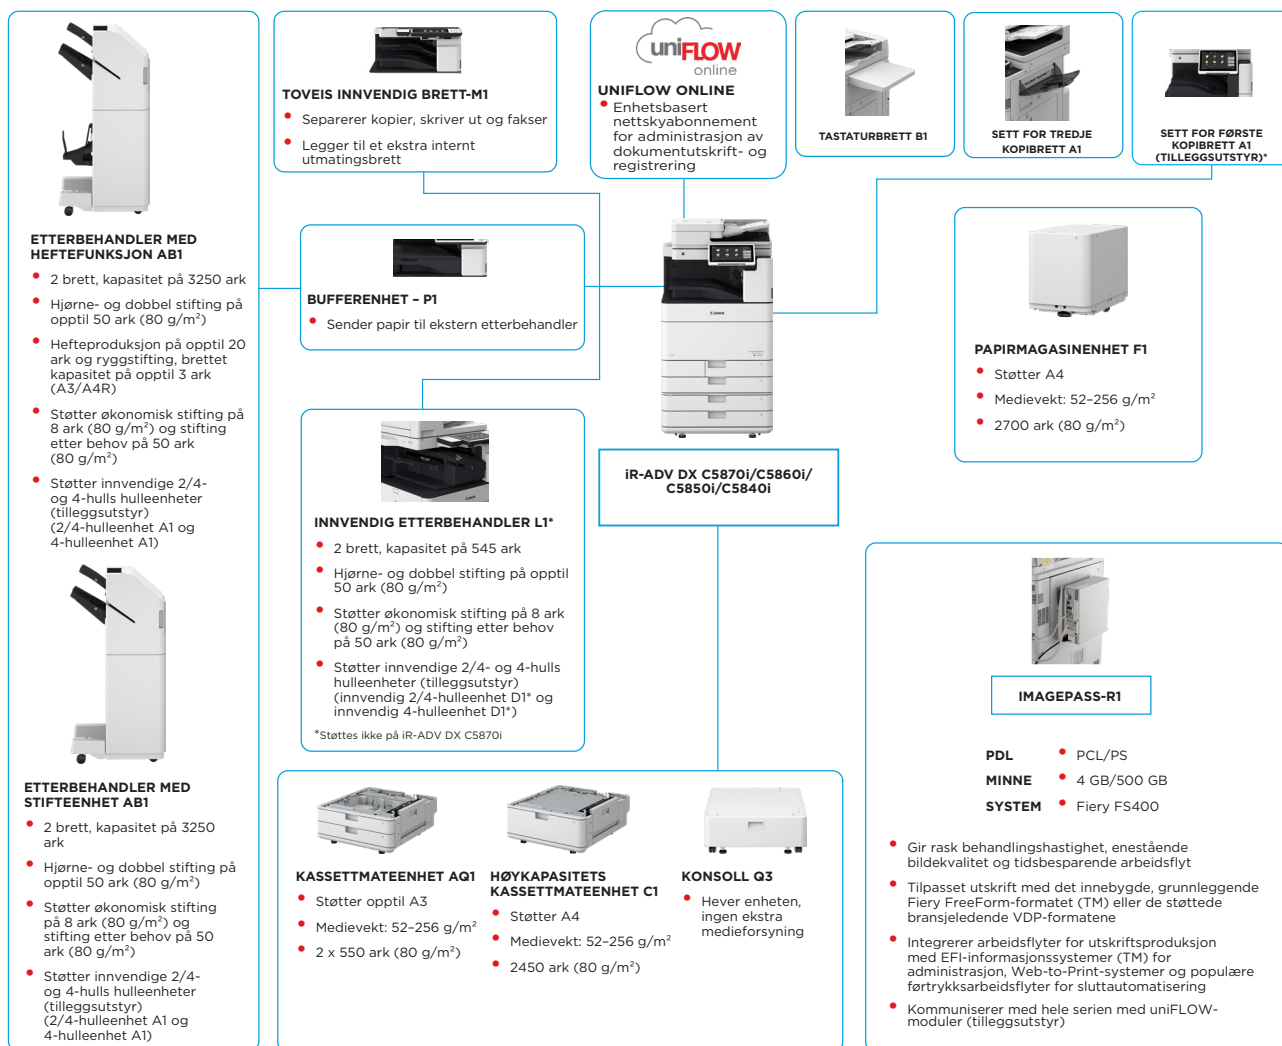 ETTERBEHANDLER MED
HEFTEFUNKSJON AB1
• 2 brett, kapasitet på 3250 ark
• Hjørne- og dobbel stifting på
opptil 50 ark (80 g/m²)
• Hefteproduksjon på opptil 20
ark og ryggstifting, brettet
kapasitet på opptil 3 ark
(A3/A4R)
• Støtter økonomisk stifting på
8 ark (80 g/m²) og stifting
etter behov på 50 ark
(80 g/m²)
• Støtter innvendige 2/4-
og 4-hulls hulleenheter
(tilleggsutstyr)
(2/4-hulleenhet A1 og
4-hulleenhet A1)
ETTERBEHANDLER MED
STIFTEENHET AB1
• 2 brett, kapasitet på 3250
ark
• Hjørne- og dobbel stifting på
opptil 50 ark (80 g/m²)
• Støtter økonomisk stifting
på 8 ark (80 g/m²) og
stifting etter behov på 50
ark (80 g/m²)
• Støtter innvendige 2/4-
og 4-hulls hulleenheter
(tilleggsutstyr)
(2/4-hulleenhet A1 og
4-hulleenhet A1)
TOVEIS INNVENDIG BRETT-M1
• Separerer kopier, skriver ut og fakser
• Legger til et ekstra internt
utmatingsbrett
BUFFERENHET – P1
• Sender papir til ekstern etterbehandler
INNVENDIG ETTERBEHANDLER L1*
• 2 brett, kapasitet på 545 ark
• Hjørne- og dobbel stifting på opptil
50 ark (80 g/m²)
• Støtter økonomisk stifting på 8 ark
(80 g/m²) og stifting etter behov
på 50 ark (80 g/m²)
• Støtter innvendige 2/4- og 4-hulls
hulleenheter (tilleggsutstyr)
(innvendig 2/4-hulleenhet D1* og
innvendig 4-hulleenhet D1*)
*Støttes ikke på iR-ADV DX C5870i
uniFLOW
online
UNIFLOW ONLINE
• Enhetsbasert
nettskyabonnement
for administrasjon av
dokumentutskrift- og
registrering
TASTATURBRETT B1
SETT FOR TREDJE
KOPIBRETT A1
SETT FOR FØRSTE
KOPIBRETT A1
(TILLEGGSUTSTYR)*
Canon
iR-ADV DX C5870i/C5860i/
C5850i/C5840i
PAPIRMAGASINENHET F1
• Støtter A4
• Medievekt: 52–256 g/m²
• 2700 ark (80 g/m²)
KASSETTMATEENHET AQ1
• Støtter opptil A3
• Medievekt: 52–256 g/m²
• 2 x 550 ark (80 g/m²)
HØYKAPASITETS
KASSETTMATEENHET C1
• Støtter A4
• Medievekt: 52–256 g/m²
• 2450 ark (80 g/m²)
KONSOLL Q3
• Hever enheten,
ingen ekstra
medieforsyning
IMAGEPASS-R1
PDL • PCL/PS
MINNE • 4 GB/500 GB
SYSTEM • Fiery FS400
• Gir rask behandlingshastighet, enestående
bildekvalitet og tidsbesparende arbeidsflyt
• Tilpasset utskrift med det innebygde, grunnleggende
Fiery FreeForm-formatet (TM) eller de støttede
bransjeledende VDP-formatene
• Integrerer arbeidsflyter for utskriftsproduksjon
med EFI-informasjonssystemer (TM) for
administrasjon, Web-to-Print-systemer og populære
førtrykksarbeidsflyter for sluttautomatisering
• Kommuniserer med hele serien med uniFLOW-
moduler (tilleggsutstyr)